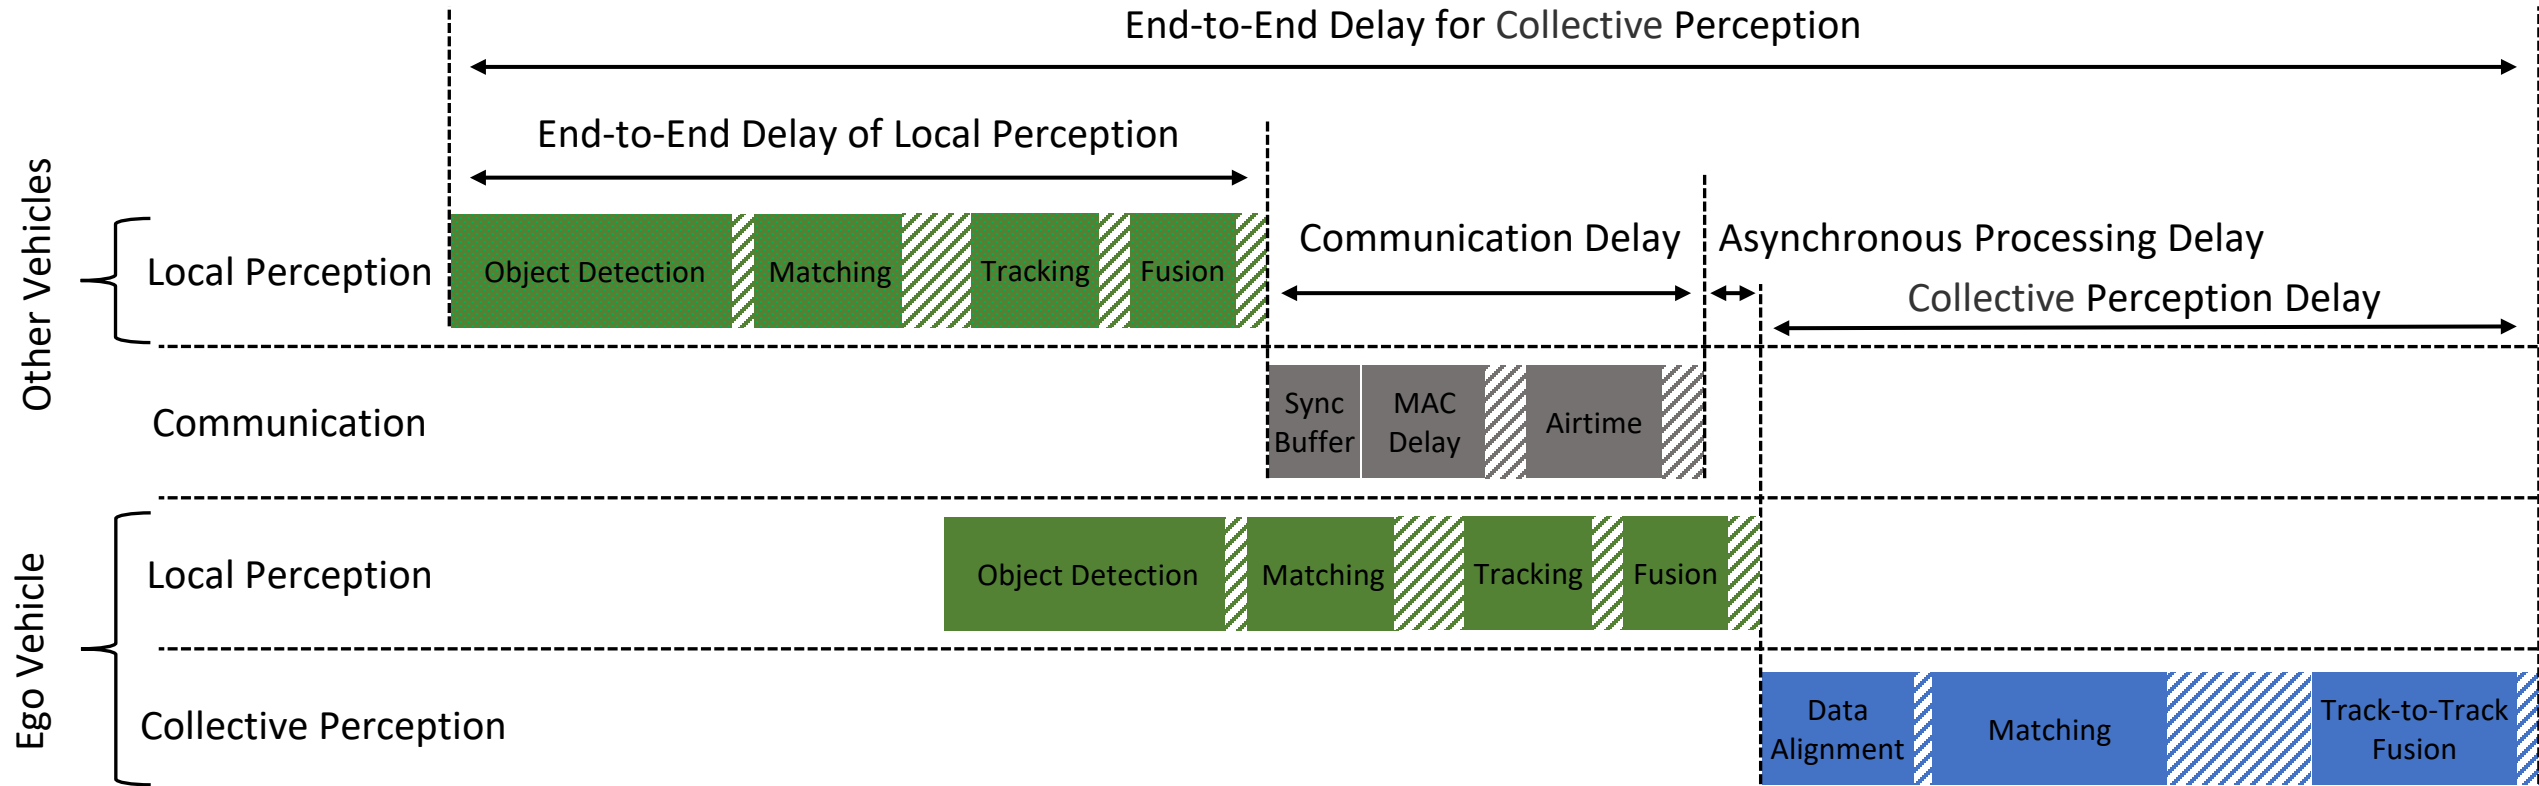 End-to-End Delay for Collective Perception
End-to-End Delay of Local Perception
Other Vehicles
Local Perception
Object Detection
Matching
Tracking
Fusion
Communication Delay
Asynchronous Processing Delay
Collective Perception Delay
Communication
Sync
Buffer
MAC
Delay
Airtime
Ego Vehicle
Local Perception
Object Detection
Matching
Tracking
Fusion
Collective Perception
Data
Alignment
Matching
Track-to-Track
Fusion